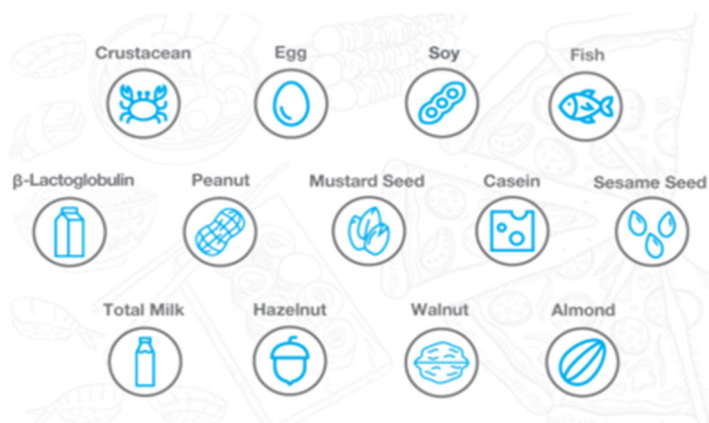 Crustacean
Egg
Soy
Fish
β-Lactoglobulin
Peanut
Mustard Seed
Casein
Sesame Seed
Total Milk
Hazelnut
Walnut
Almond